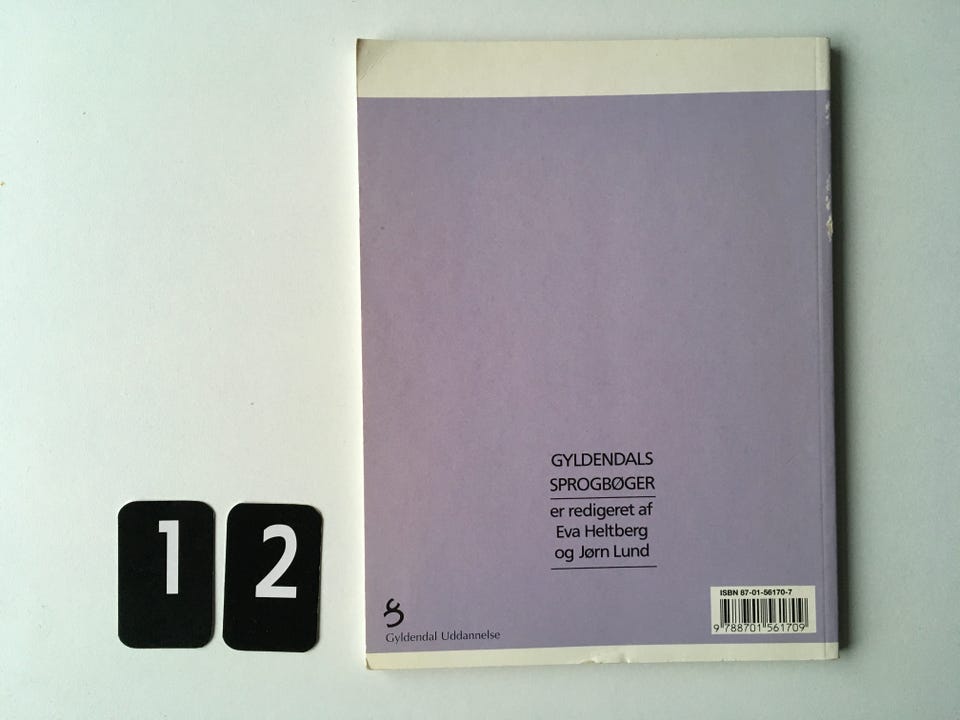 GYLDENDALS
SPROGBØGER
er redigeret af
Eva Heltberg
og Jørn Lund
1 2
ISBN 87-01-56170-7
9 788701 561709
Gyldendal Uddannelse